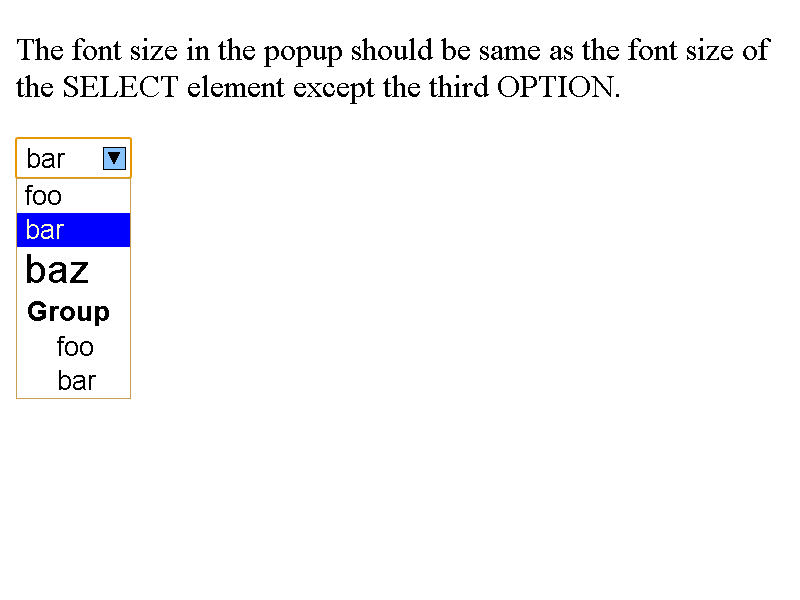 The font size in the popup should be same as the font size of
the SELECT element except the third OPTION.
bar
foo
bar
baz
Group
foo
bar